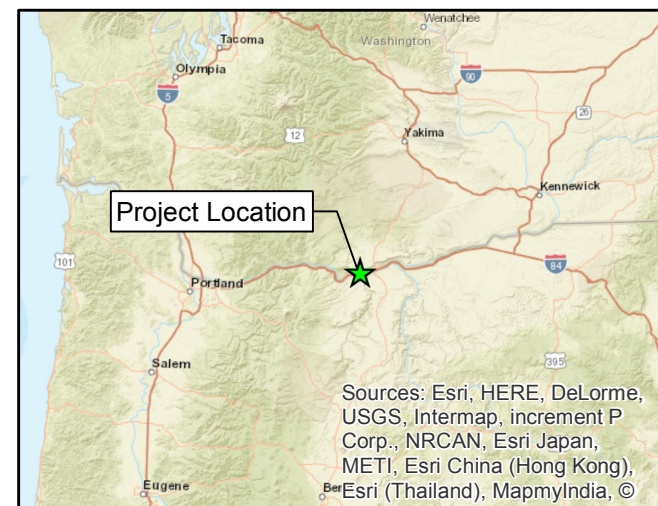 Wenatchee
Tacoma
Washington
Olympia
90
5
26
12
Yakima
Kennewick
Project Location
101
84
Portland
Salem
395
Sources: Esri, HERE, DeLorme,
USGS, Intermap, increment P
Corp., NRCAN, Esri Japan,
METI, Esri China (Hong Kong),
Esri (Thailand), MapmyIndia, ©
Eugene
Ber